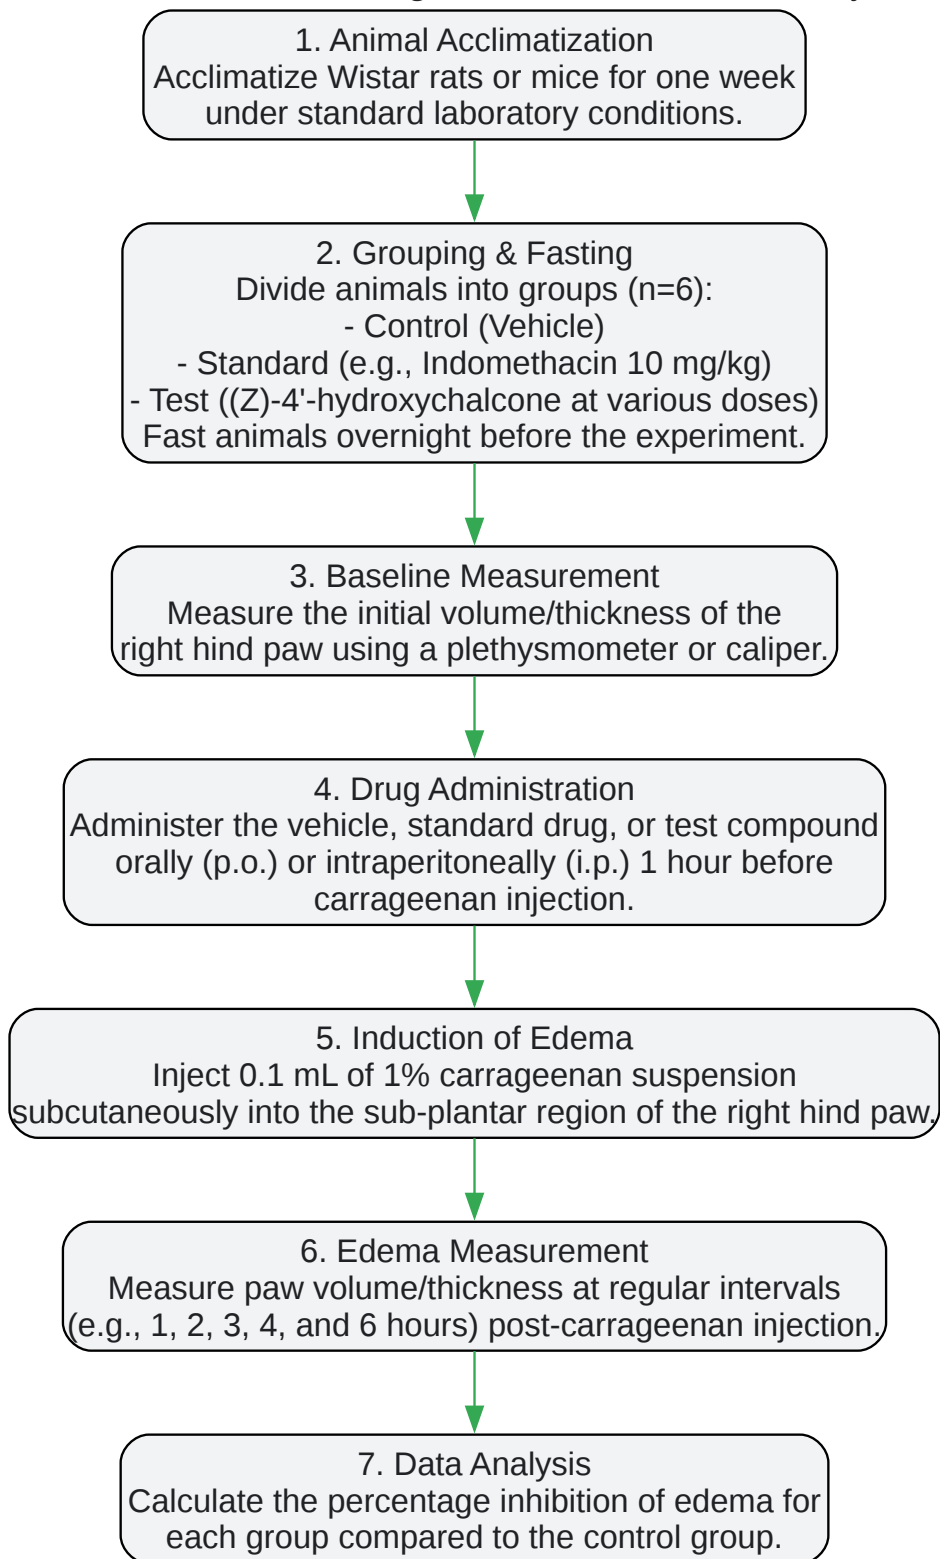 1. Animal Acclimatization
Acclimatize Wistar rats or mice for one week
under standard laboratory conditions.
2. Grouping & Fasting
Divide animals into groups (n=6):
- Control (Vehicle)
- Standard (e.g., Indomethacin 10 mg/kg)
- Test ((Z)-4'-hydroxychalcone at various doses)
Fast animals overnight before the experiment.
3. Baseline Measurement
Measure the initial volume/thickness of the
right hind paw using a plethysmometer or caliper.
4. Drug Administration
Administer the vehicle, standard drug, or test compound
orally (p.o.) or intraperitoneally (i.p.) 1 hour before
carrageenan injection.
5. Induction of Edema
Inject 0.1 mL of 1% carrageenan suspension
subcutaneously into the sub-plantar region of the right hind paw.
6. Edema Measurement
Measure paw volume/thickness at regular intervals
(e.g., 1, 2, 3, 4, and 6 hours) post-carrageenan injection.
7. Data Analysis
Calculate the percentage inhibition of edema for
each group compared to the control group.